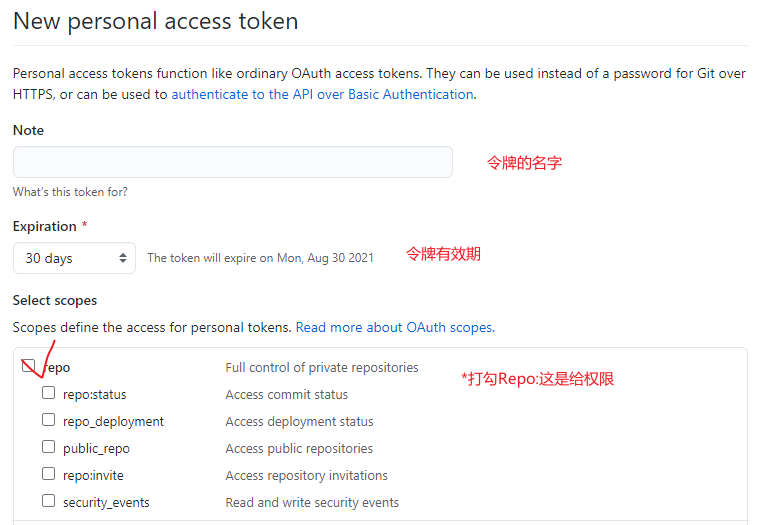 New personal access token
Personal access tokens function like ordinary OAuth access tokens. They can be used instead of a password for Git over
HTTPS, or can be used to authenticate to the API over Basic Authentication.
Note
令牌的名字
What's this token for?
Expiration *
30 days The token will expire on Mon, Aug 30 2021 令牌有效期
Select scopes
Scopes define the access for personal tokens. Read more about OAuth scopes.
repo Full control of private repositories
*打勾Repo:这是给权限
repo:status Access commit status
repo_deployment Access deployment status
public_repo Access public repositories
repo:invite Access repository invitations
security_events Read and write security events